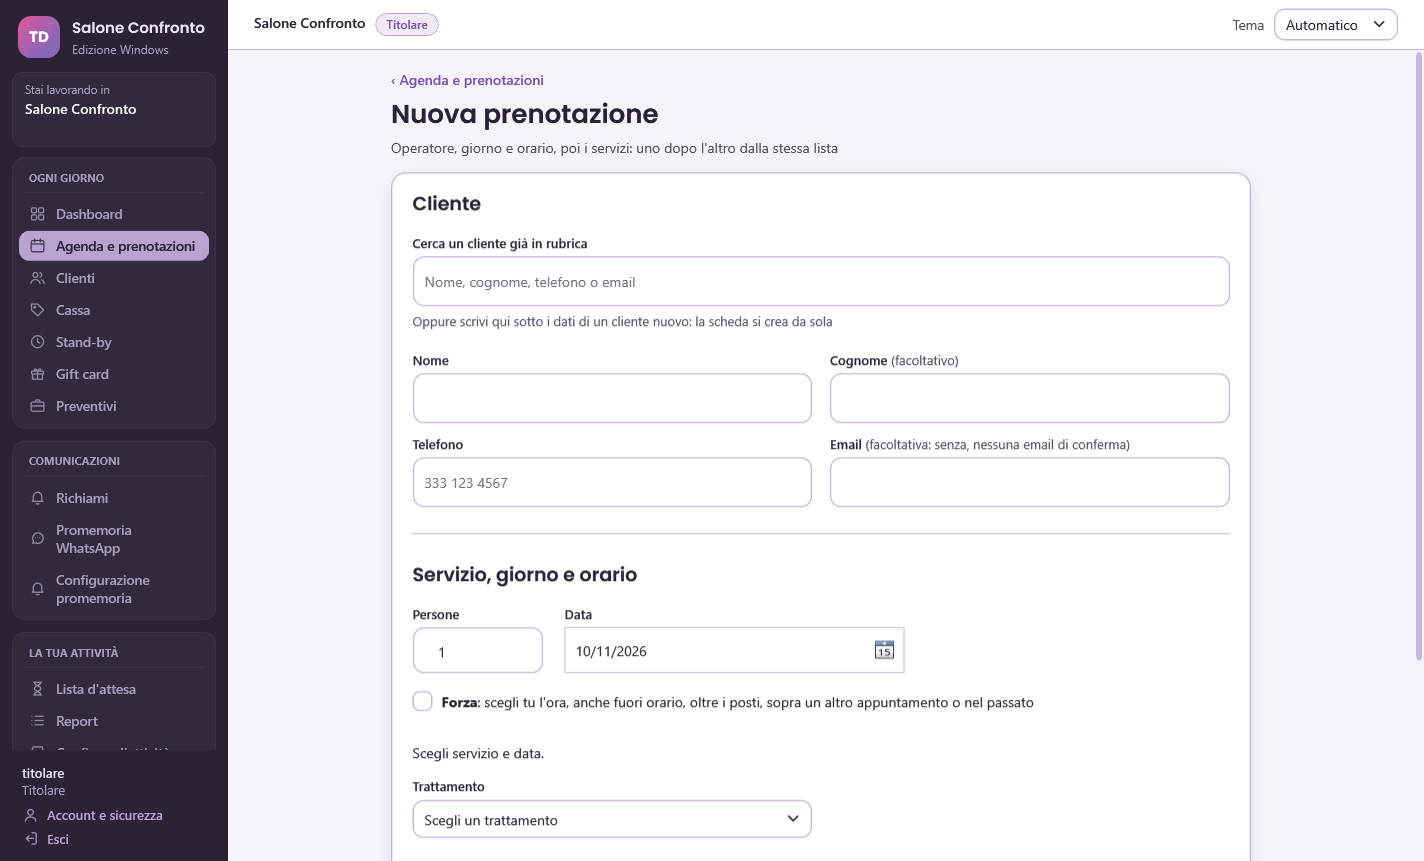 TD
Salone Confronto
Edizione Windows
Stai lavorando in
Salone Confronto
OGNI GIORNO
Dashboard
Agenda e prenotazioni
Clienti
Cassa
Stand-by
Gift card
Preventivi
COMUNICAZIONI
Richiami
Promemoria
WhatsApp
Configurazione
promemoria
LA TUA ATTIVITÀ
Lista d'attesa
Report
titolare
Titolare
Account e sicurezza
Esci
Salone Confronto
Titolare
Tema
Automatico
‹ Agenda e prenotazioni
Nuova prenotazione
Operatore, giorno e orario, poi i servizi: uno dopo l'altro dalla stessa lista
Cliente
Cerca un cliente già in rubrica
Nome, cognome, telefono o email
Oppure scrivi qui sotto i dati di un cliente nuovo: la scheda si crea da sola
Nome
Cognome (facoltativo)
Telefono
Email (facoltativa: senza, nessuna email di conferma)
333 123 4567
Servizio, giorno e orario
Persone
Data
1
10/11/2026
15
Forza: scegli tu l'ora, anche fuori orario, oltre i posti, sopra un altro appuntamento o nel passato
Scegli servizio e data.
Trattamento
Scegli un trattamento